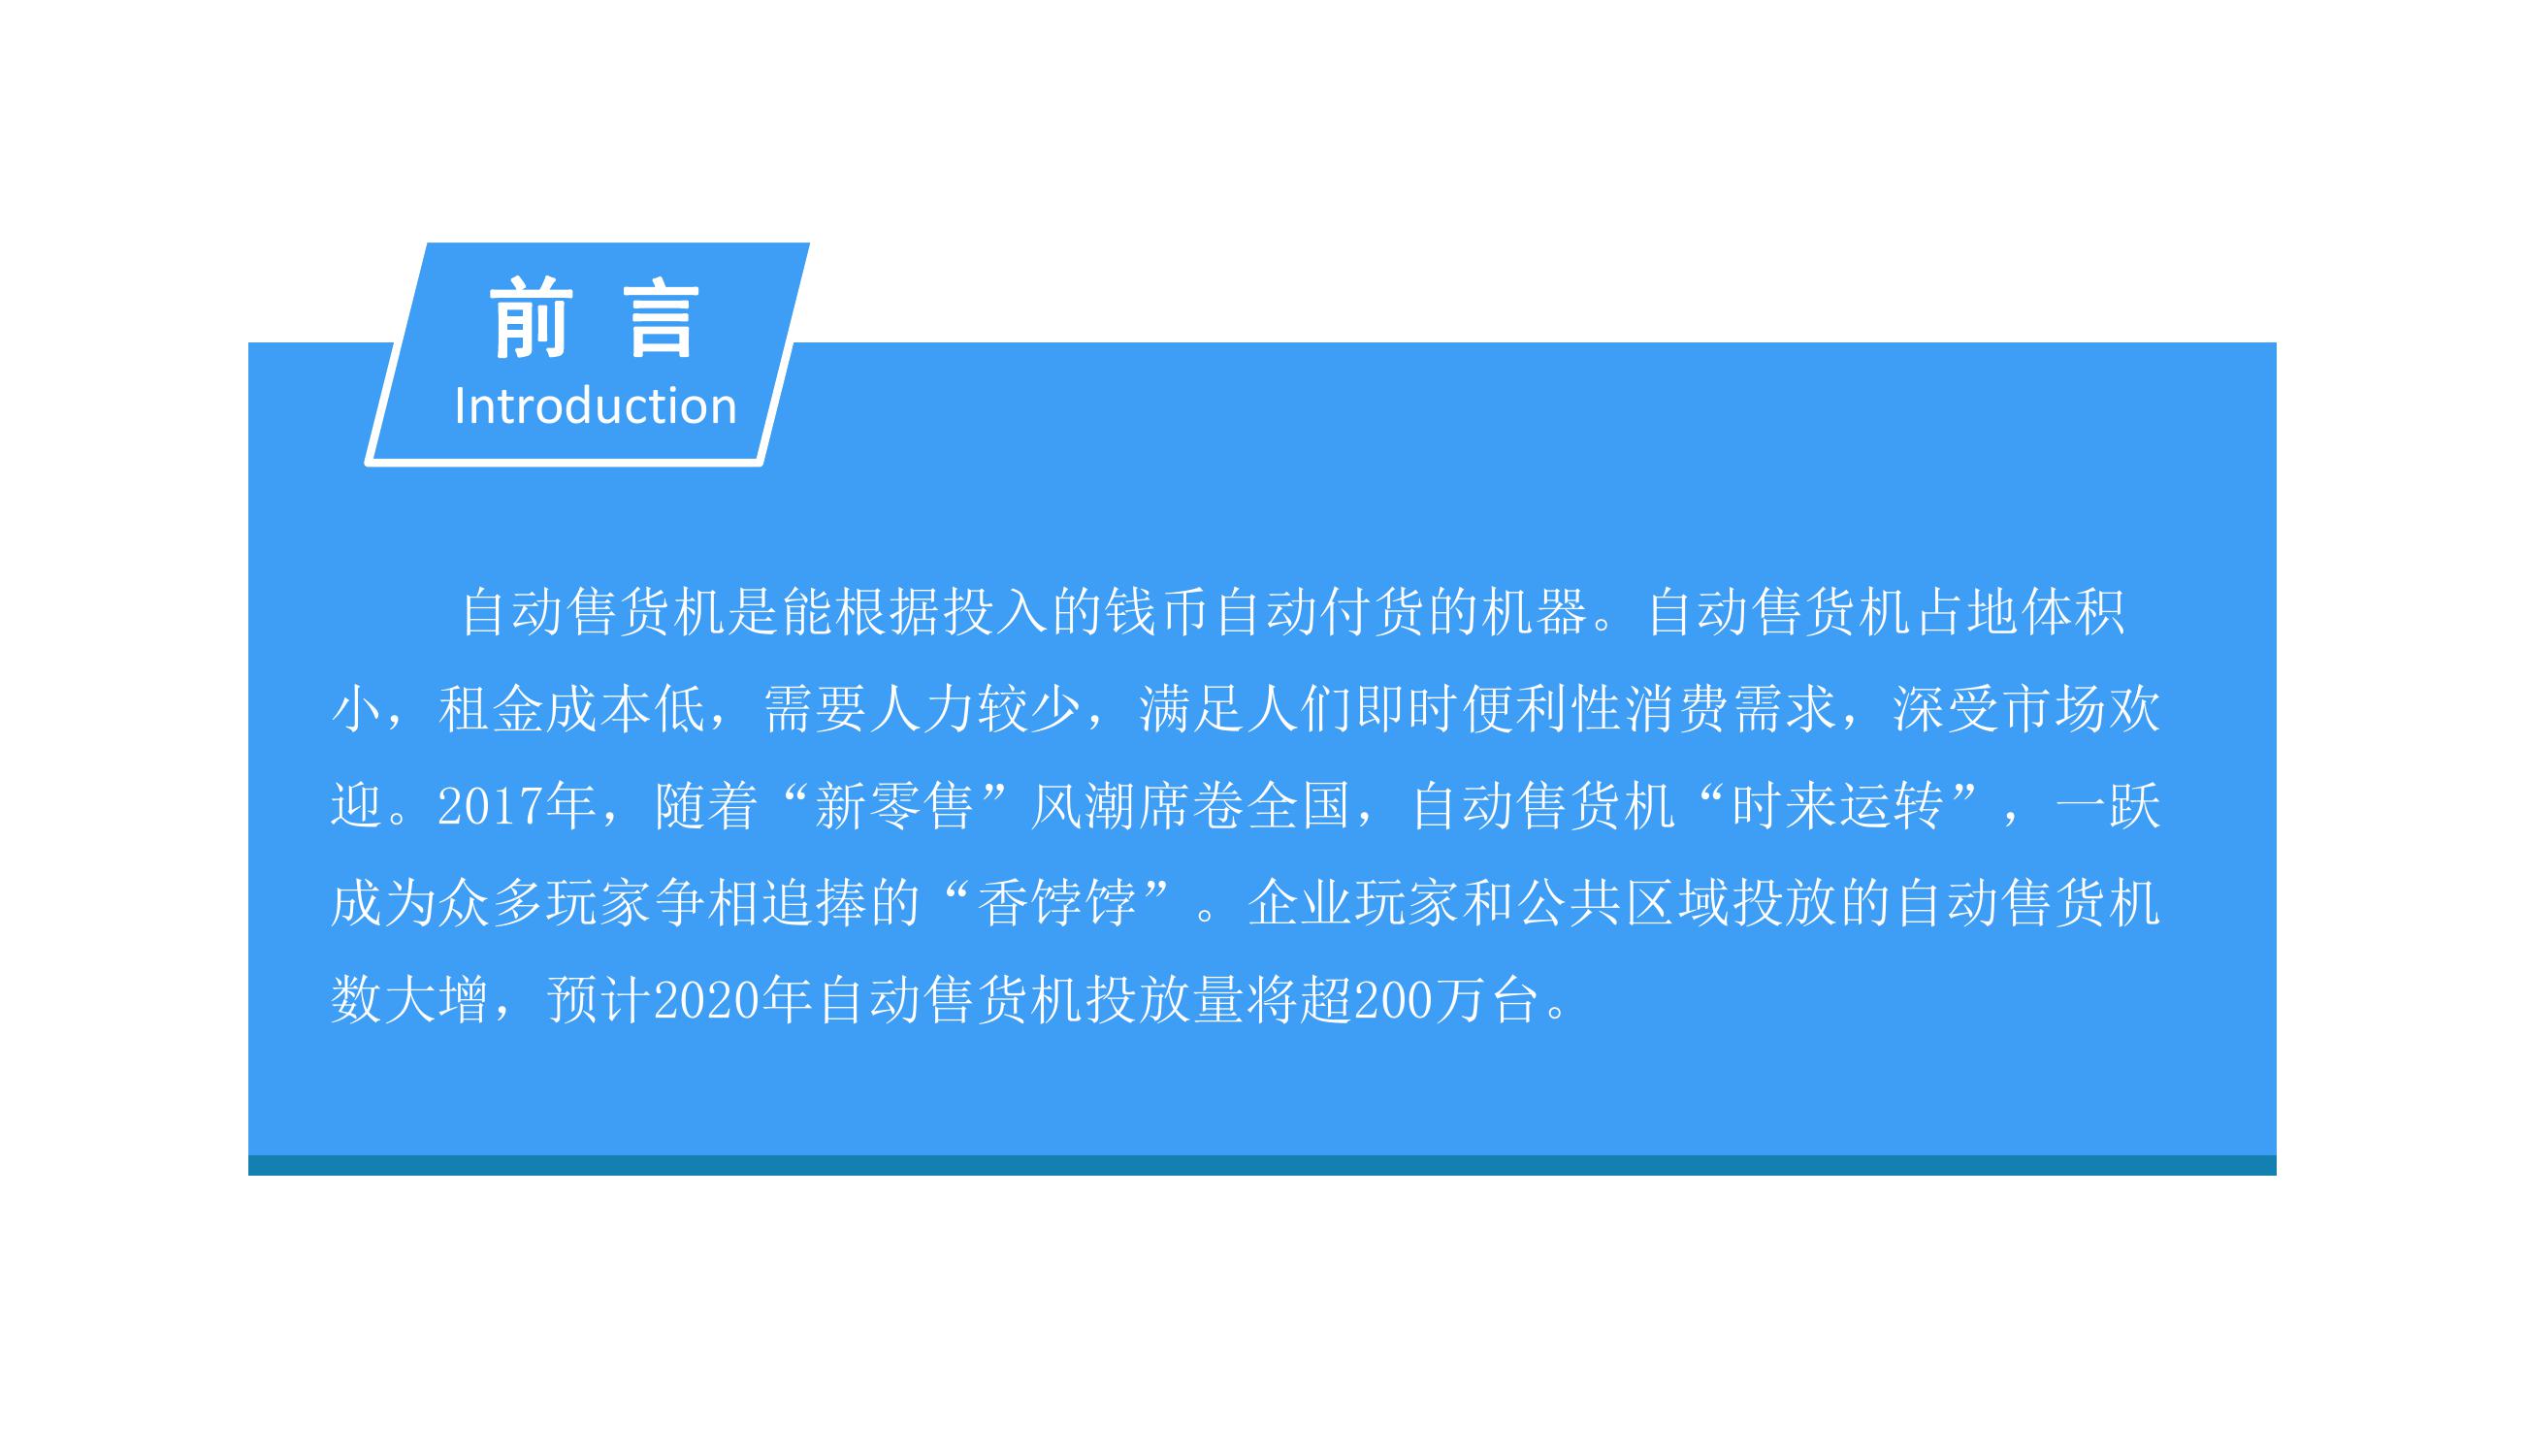 前 言
Introduction
自动售货机是能根据投入的钱币自动付货的机器。自动售货机占地体积
小，租金成本低，需要人力较少，满足人们即时便利性消费需求，深受市场欢
迎。2017年，随着“新零售”风潮席卷全国，自动售货机“时来运转”，一跃
成为众多玩家争相追捧的“香饽饽”。企业玩家和公共区域投放的自动售货机
数大增，预计2020年自动售货机投放量将超200万台。